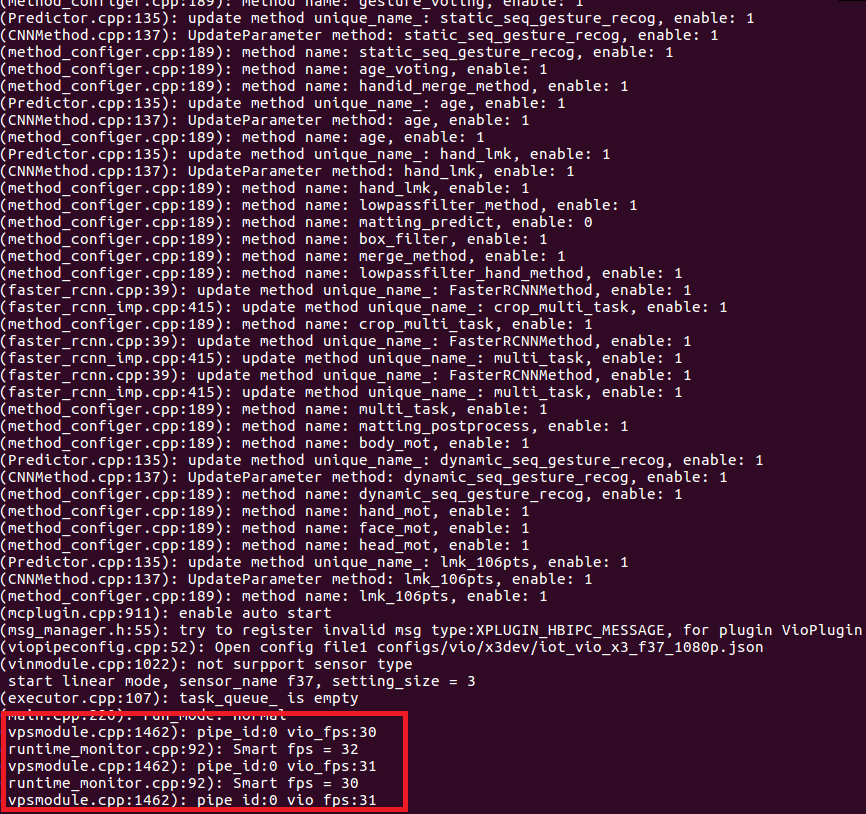 (method_configer.cpp:189): method name: gesture_voting, enable: 1
(Predictor.cpp:135): update method unique_name_: static_seq_gesture_recog, enable: 1
(CNNMethod.cpp:137): UpdateParameter method: static_seq_gesture_recog, enable: 1
(method_configer.cpp:189): method name: static_seq_gesture_recog, enable: 1
(method_configer.cpp:189): method name: age_voting, enable: 1
(method_configer.cpp:189): method name: handid_merge_method, enable: 1
(Predictor.cpp:135): update method unique_name_: age, enable: 1
(CNNMethod.cpp:137): UpdateParameter method: age, enable: 1
(method_configer.cpp:189): method name: age, enable: 1
(Predictor.cpp:135): update method unique_name_: hand_lmk, enable: 1
(CNNMethod.cpp:137): UpdateParameter method: hand_lmk, enable: 1
(method_configer.cpp:189): method name: hand_lmk, enable: 1
(method_configer.cpp:189): method name: lowpassfilter_method, enable: 1
(method_configer.cpp:189): method name: matting_predict, enable: 0
(method_configer.cpp:189): method name: box_filter, enable: 1
(method_configer.cpp:189): method name: merge_method, enable: 1
(method_configer.cpp:189): method name: lowpassfilter_hand_method, enable: 1
(faster_rcnn.cpp:39): update method unique_name_: FasterRCNNMethod, enable: 1
(faster_rcnn_imp.cpp:415): update method unique_name_: crop_multi_task, enable: 1
(method_configer.cpp:189): method name: crop_multi_task, enable: 1
(faster_rcnn.cpp:39): update method unique_name_: FasterRCNNMethod, enable: 1
(faster_rcnn_imp.cpp:415): update method unique_name_: multi_task, enable: 1
(faster_rcnn.cpp:39): update method unique_name_: FasterRCNNMethod, enable: 1
(faster_rcnn_imp.cpp:415): update method unique_name_: multi_task, enable: 1
(method_configer.cpp:189): method name: multi_task, enable: 1
(method_configer.cpp:189): method name: matting_postprocess, enable: 1
(method_configer.cpp:189): method name: body_mot, enable: 1
(Predictor.cpp:135): update method unique_name_: dynamic_seq_gesture_recog, enable: 1
(CNNMethod.cpp:137): UpdateParameter method: dynamic_seq_gesture_recog, enable: 1
(method_configer.cpp:189): method name: dynamic_seq_gesture_recog, enable: 1
(method_configer.cpp:189): method name: hand_mot, enable: 1
(method_configer.cpp:189): method name: face_mot, enable: 1
(method_configer.cpp:189): method name: head_mot, enable: 1
(Predictor.cpp:135): update method unique_name_: lmk_106pts, enable: 1
(CNNMethod.cpp:137): UpdateParameter method: lmk_106pts, enable: 1
(method_configer.cpp:189): method name: lmk_106pts, enable: 1
(mcplugin.cpp:911): enable auto start
(msg_manager.h:55): try to register invalid msg type:XPLUGIN_HBIPC_MESSAGE, for plugin VioPlugin
(viopipeconfig.cpp:52): Open config file1 configs/vio/x3dev/iot_vio_x3_f37_1080p.json
(vinmodule.cpp:1022): not surpport sensor type
start linear mode, sensor_name f37, setting_size = 3
(executor.cpp:107): task_queue_ is empty
(main.cpp:220): run_mode: normal
vpsmodule.cpp:1462): pipe_id:0 vio_fps:30
runtime_monitor.cpp:92): Smart fps = 32
vpsmodule.cpp:1462): pipe_id:0 vio_fps:31
runtime_monitor.cpp:92): Smart fps = 30
vpsmodule.cpp:1462): pipe_id:0 vio_fps:31